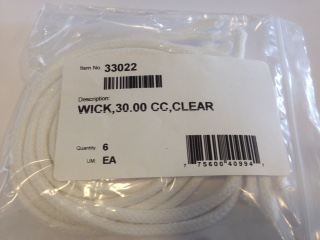 Item No. 33022
Description:
WICK,30.00 CC,CLEAR
Quantity: 6
UM: EA
7 75600 40994 7